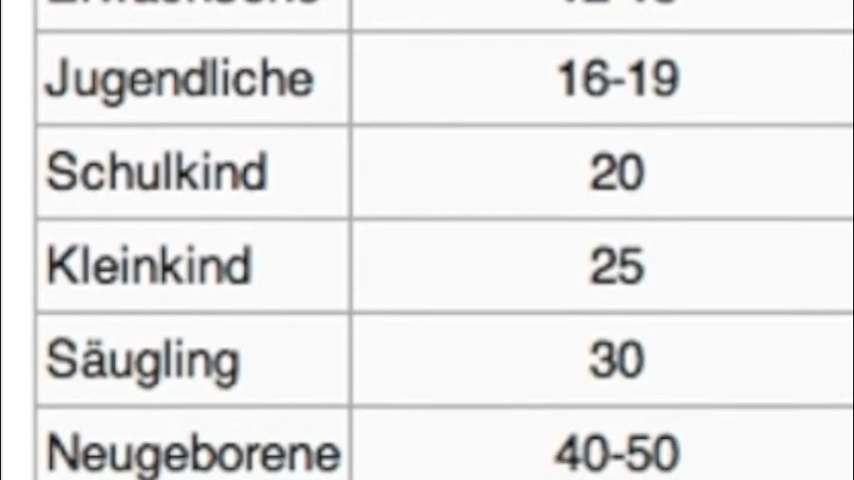 Jugendliche 16-19
Schulkind 20
Kleinkind 25
Säugling 30
Neugeborene 40-50